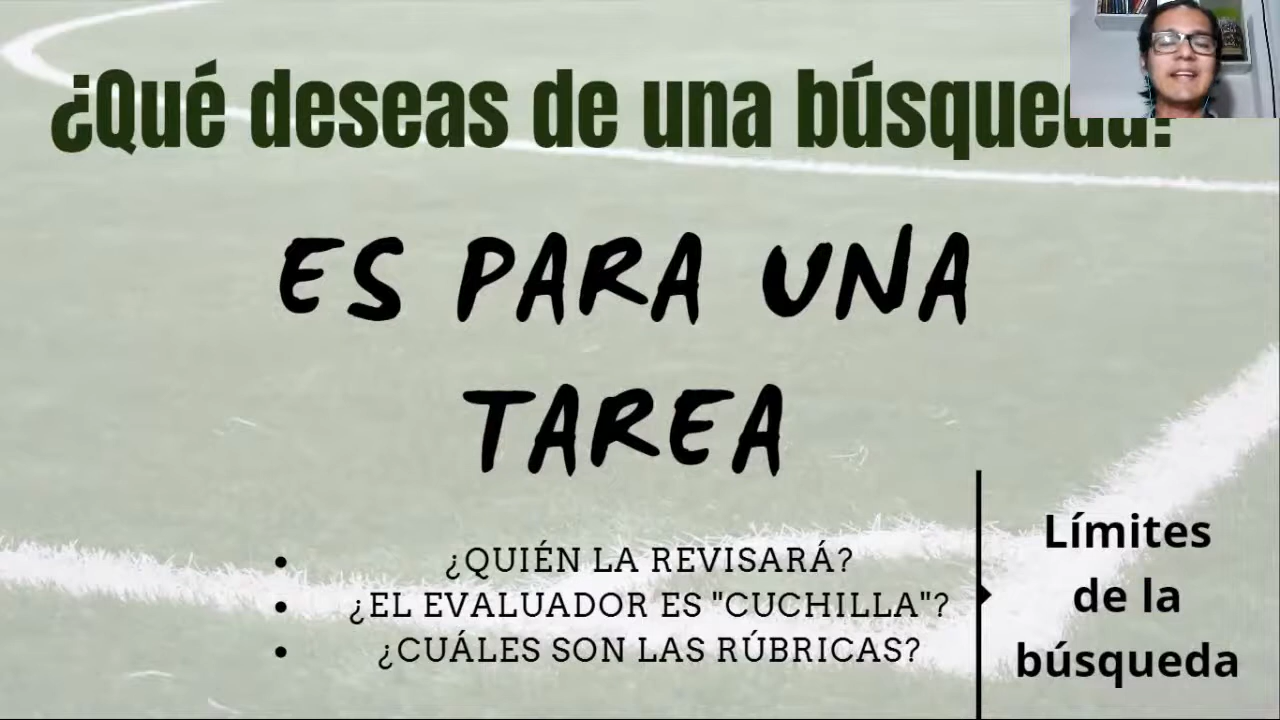 ¿Qué deseas de una búsqueda?
ES PARA UNA
TAREA
• ¿QUIÉN LA REVISARÁ?
• ¿EL EVALUADOR ES "CUCHILLA"?
• ¿CUÁLES SON LAS RÚBRICAS?
Límites
de la
búsqueda